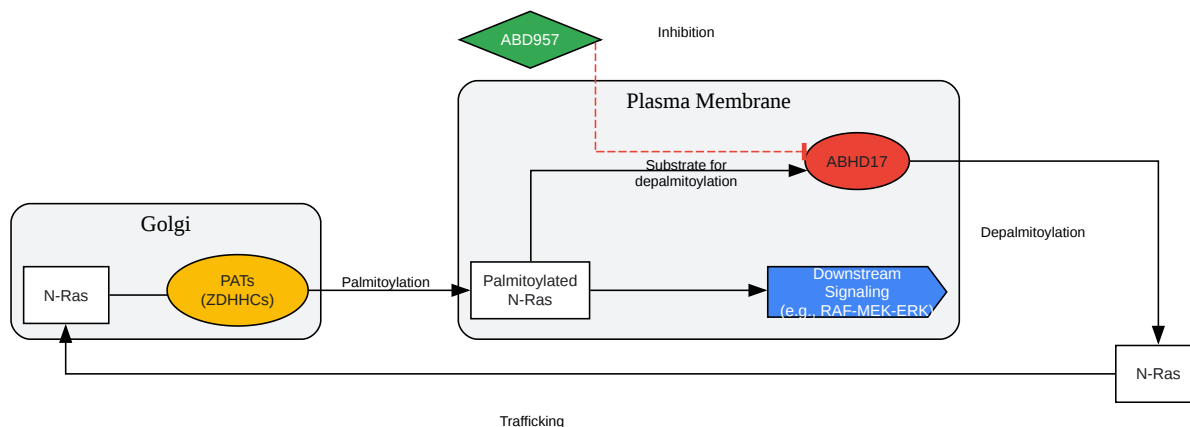 ABD957
Inhibition
Plasma Membrane
ABHD17
Substrate for
depalmitoylation
Golgi
Depalmitoylation
N-Ras
PATs
(ZDHHCs)
Palmitoylation
Palmitoylated
N-Ras
Downstream
Signaling
(e.g., RAF-MEK-ERK)
N-Ras
Trafficking